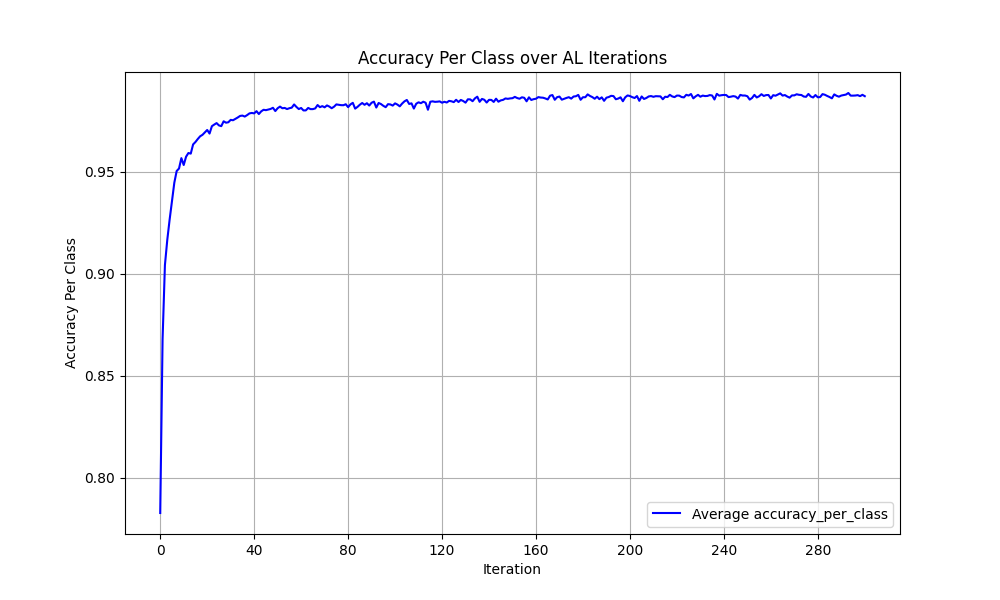 Accuracy Per Class over AL Iterations
Accuracy Per Class
0.95
0.90
0.85
0.80
Average accuracy_per_class
0 40 80 120 160 200 240 280
Iteration